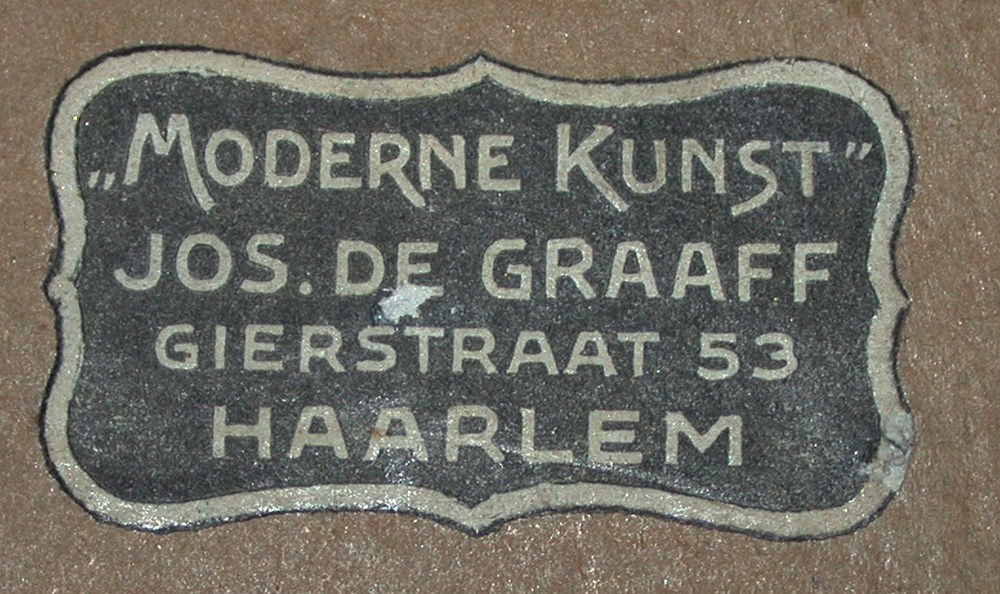 „MODERNE KUNST”
JOS. DE GRAAFF
GIERSTRAAT 53
HAARLEM